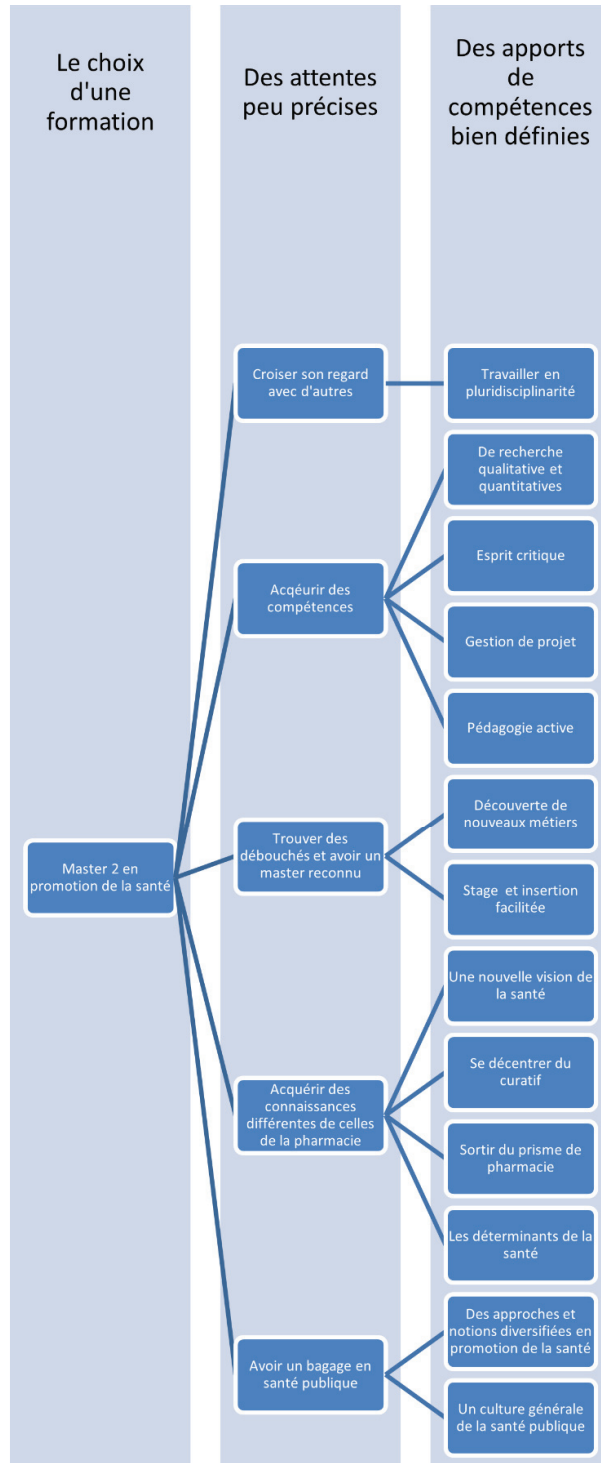 Le choix
d'une
formation
Des attentes
peu précises
Des apports
de
compétences
bien définies
Croiser son regard
avec d'autres
Travailler en
pluridisciplinarité
De recherche
qualitative et
quantitatives
Esprit critique
Acqéurir des
compétences
Gestion de projet
Pédagogie active
Découverte de
nouveaux métiers
Trouver des
débouchés et avoir un
master reconnu
Master 2 en
promotion de la santé
Stage et insertion
facilitée
Une nouvelle vision de
la santé
Se décentrer du
curatif
Acquérir des
connaissances
différentes de celles
de la pharmacie
Sortir du prisme de
pharmacie
Les déterminants de la
santé
Des approches et
notions diversifiées en
promotion de la santé
Avoir un bagage en
santé publique
Un culture générale
de la santé publique